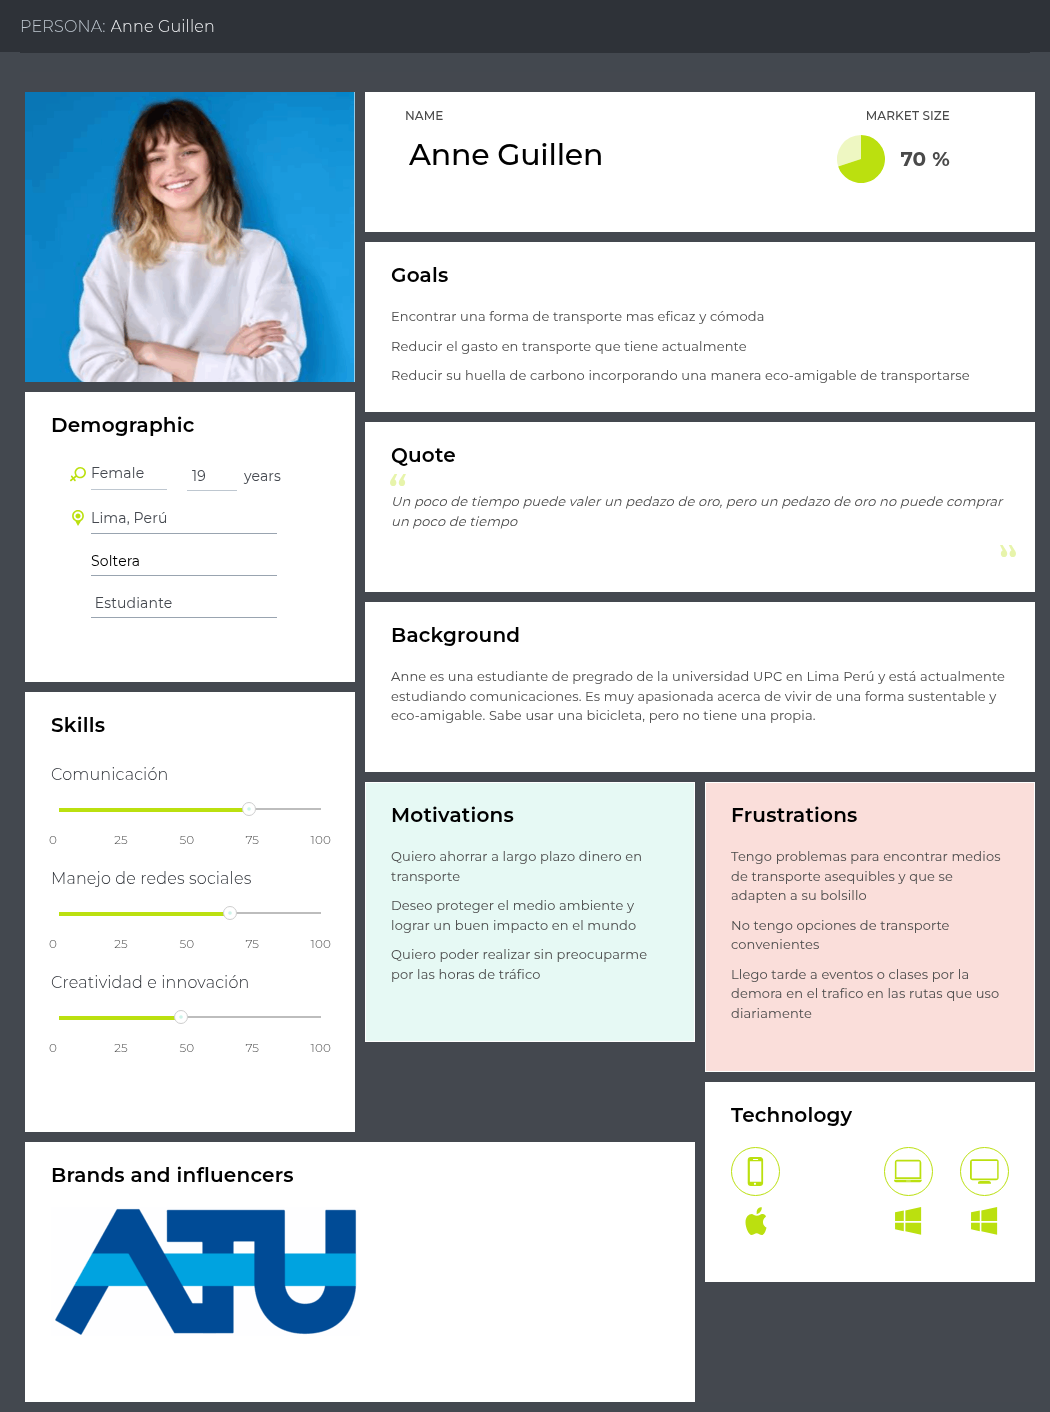 PERSONA: Anne Guillen
NAME
Anne Guillen
MARKET SIZE
70 %
Goals
Encontrar una forma de transporte mas eficaz y cómoda
Reducir el gasto en transporte que tiene actualmente
Reducir su huella de carbono incorporando una manera eco-amigable de transportarse
Demographic
Female 19 years
Lima, Perú
Soltera
Estudiante
Quote
“
Un poco de tiempo puede valer un pedazo de oro, pero un pedazo de oro no puede comprar
un poco de tiempo
”
Background
Anne es una estudiante de pregrado de la universidad UPC en Lima Perú y está actualmente
estudiando comunicaciones. Es muy apasionada acerca de vivir de una forma sustentable y
eco-amigable. Sabe usar una bicicleta, pero no tiene una propia.
Skills
Comunicación
0 25 50 75 100
Manejo de redes sociales
0 25 50 75 100
Creatividad e innovación
0 25 50 75 100
Motivations
Quiero ahorrar a largo plazo dinero en
transporte
Deseo proteger el medio ambiente y
lograr un buen impacto en el mundo
Quiero poder realizar sin preocuparme
por las horas de tráfico
Frustrations
Tengo problemas para encontrar medios
de transporte asequibles y que se
adapten a su bolsillo
No tengo opciones de transporte
convenientes
Llego tarde a eventos o clases por la
demora en el trafico en las rutas que uso
diariamente
Technology
Brands and influencers
ATU